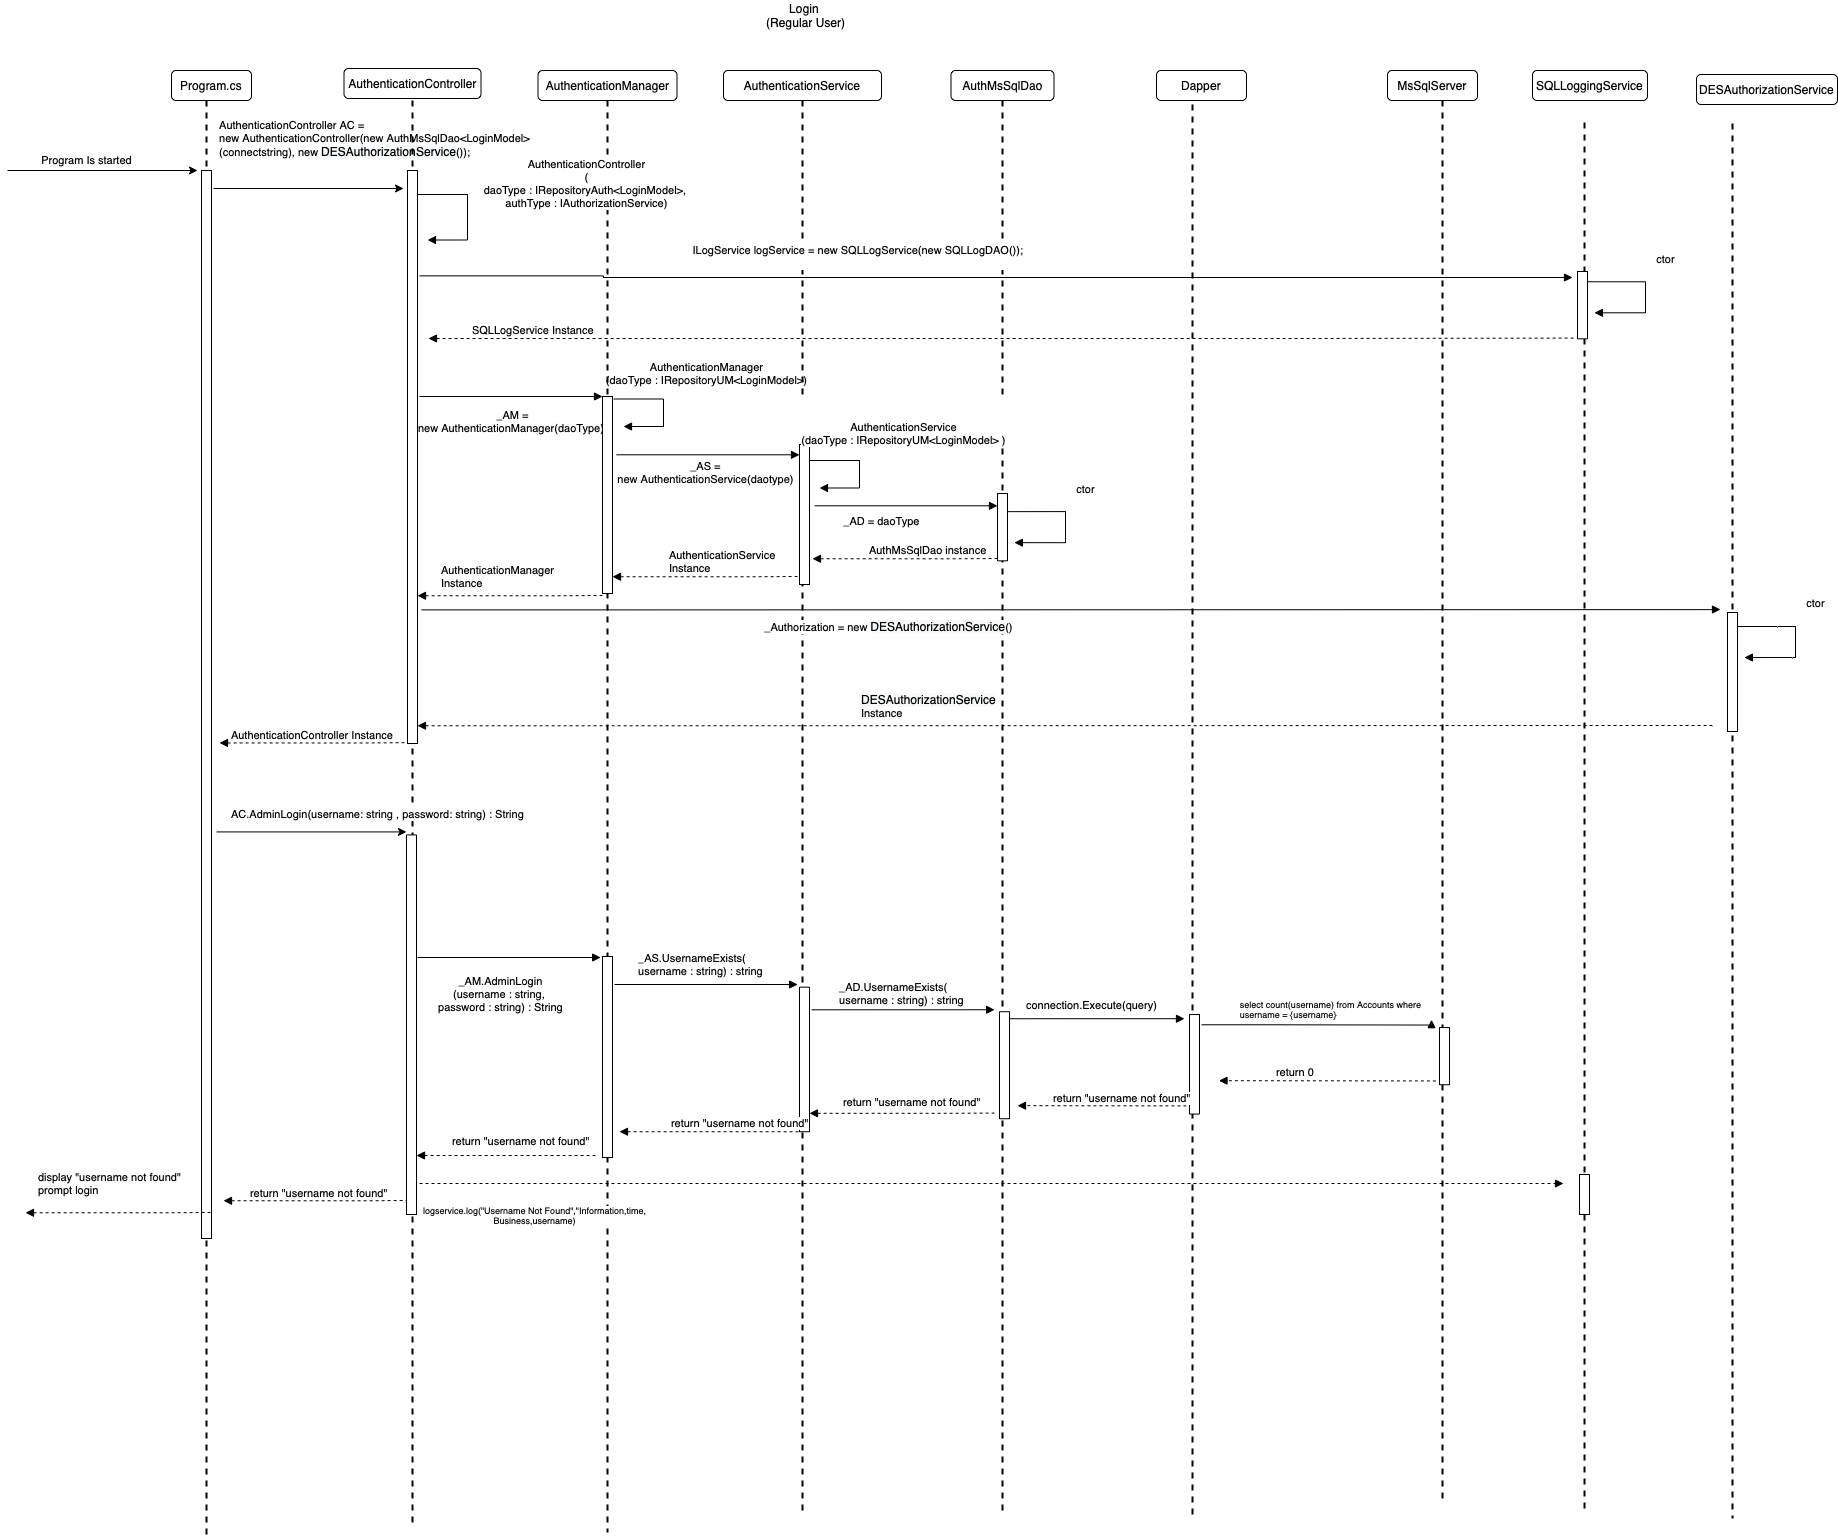 Login
(Regular User)
Program.cs
AuthenticationController
AuthenticationManager
AuthenticationService
AuthMsSqlDao
Dapper
MsSqlServer
SQLLoggingService
DESAuthorizationService
AuthenticationController AC =
new AuthenticationController(new AuthMsSqlDao<LoginModel>
(connectstring), new DESAuthorizationService());
Program Is started
AuthenticationController
(
daoType : IRepositoryAuth<LoginModel>,
authType : IAuthorizationService)
ILogService logService = new SQLLogService(new SQLLogDAO());
ctor
SQLLogService Instance
AuthenticationManager
(daoType : IRepositoryUM<LoginModel>)
_AM =
new AuthenticationManager(daoType)
AuthenticationService
(daoType : IRepositoryUM<LoginModel> )
_AS =
new AuthenticationService(daotype)
ctor
_AD = daoType
AuthMsSqlDao instance
AuthenticationService
Instance
AuthenticationManager
Instance
ctor
_Authorization = new DESAuthorizationService()
DESAuthorizationService
Instance
AuthenticationController Instance
AC.AdminLogin(username: string , password: string) : String
_AM.AdminLogin
(username : string,
password : string) : String
_AS.UsernameExists(
username : string) : string
_AD.UsernameExists(
username : string) : string
connection.Execute(query)
select count(username) from Accounts where
username = {username}
return 0
return "username not found"
return "username not found"
return "username not found"
return "username not found"
display "username not found"
prompt login
return "username not found"
logservice.log("Username Not Found","Information,time,
Business,username)